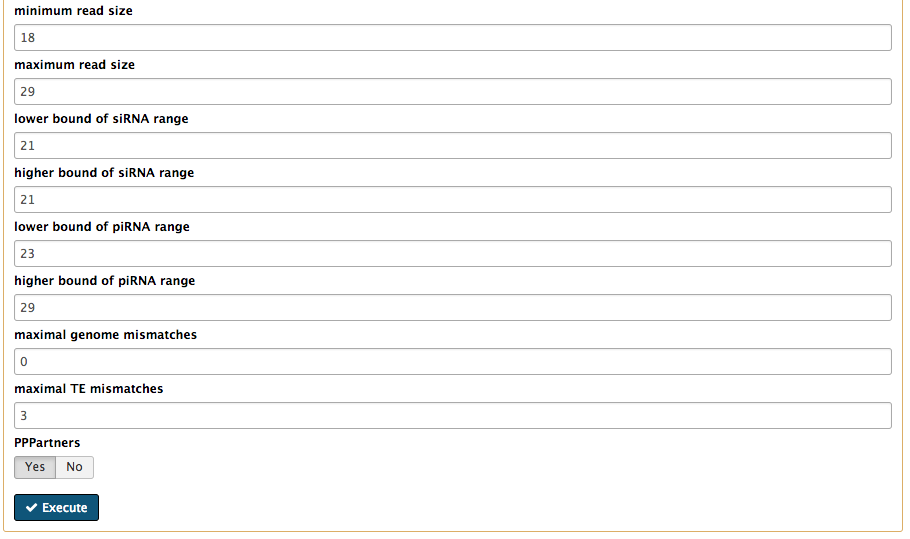 minimum read size
18
maximum read size
29
lower bound of siRNA range
21
higher bound of siRNA range
21
lower bound of piRNA range
23
higher bound of piRNA range
29
maximal genome mismatches
0
maximal TE mismatches
3
PPPartners
Yes No
Execute